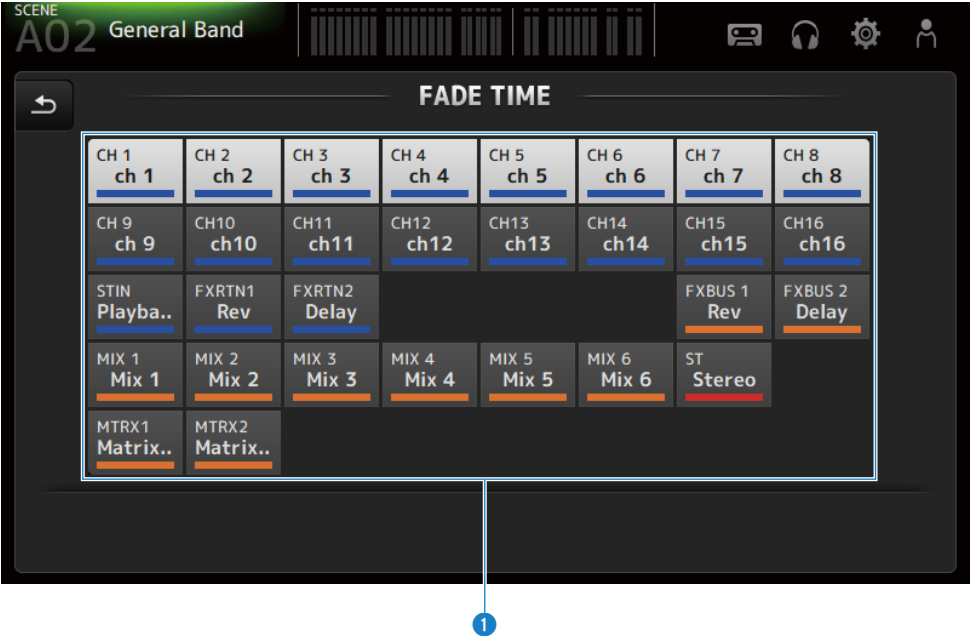 SCENE
A02 General Band
FADE TIME
CH 1 CH 2 CH 3 CH 4 CH 5 CH 6 CH 7 CH 8
ch 1 ch 2 ch 3 ch 4 ch 5 ch 6 ch 7 ch 8
CH 9 CH10 CH11 CH12 CH13 CH14 CH15 CH16
ch 9 ch10 ch11 ch12 ch13 ch14 ch15 ch16
STIN FXRTN1 FXRTN2 FXBUS 1 FXBUS 2
Playba.. Rev Delay Rev Delay
MIX 1 MIX 2 MIX 3 MIX 4 MIX 5 MIX 6 ST
Mix 1 Mix 2 Mix 3 Mix 4 Mix 5 Mix 6 Stereo
MTRX1 MTRX2
Matrix.. Matrix..
1